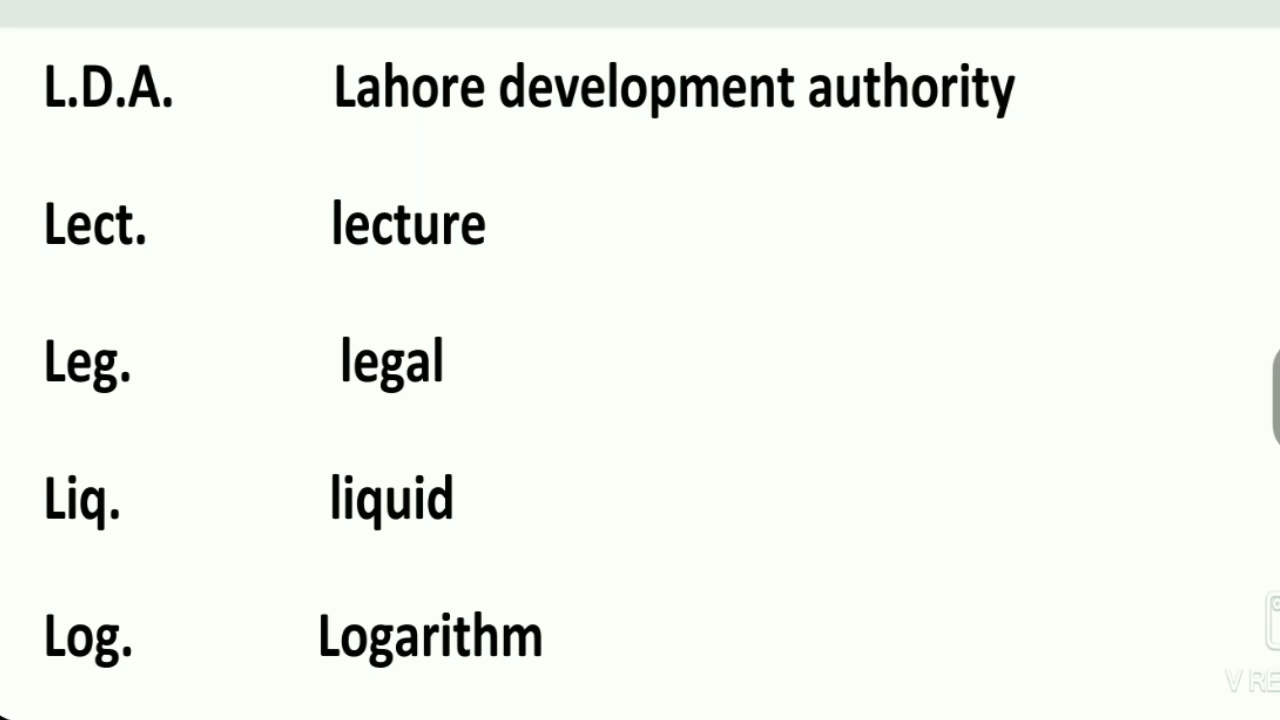 L.D.A. Lahore development authority
Lect. lecture
Leg. legal
Liq. liquid
Log. Logarithm